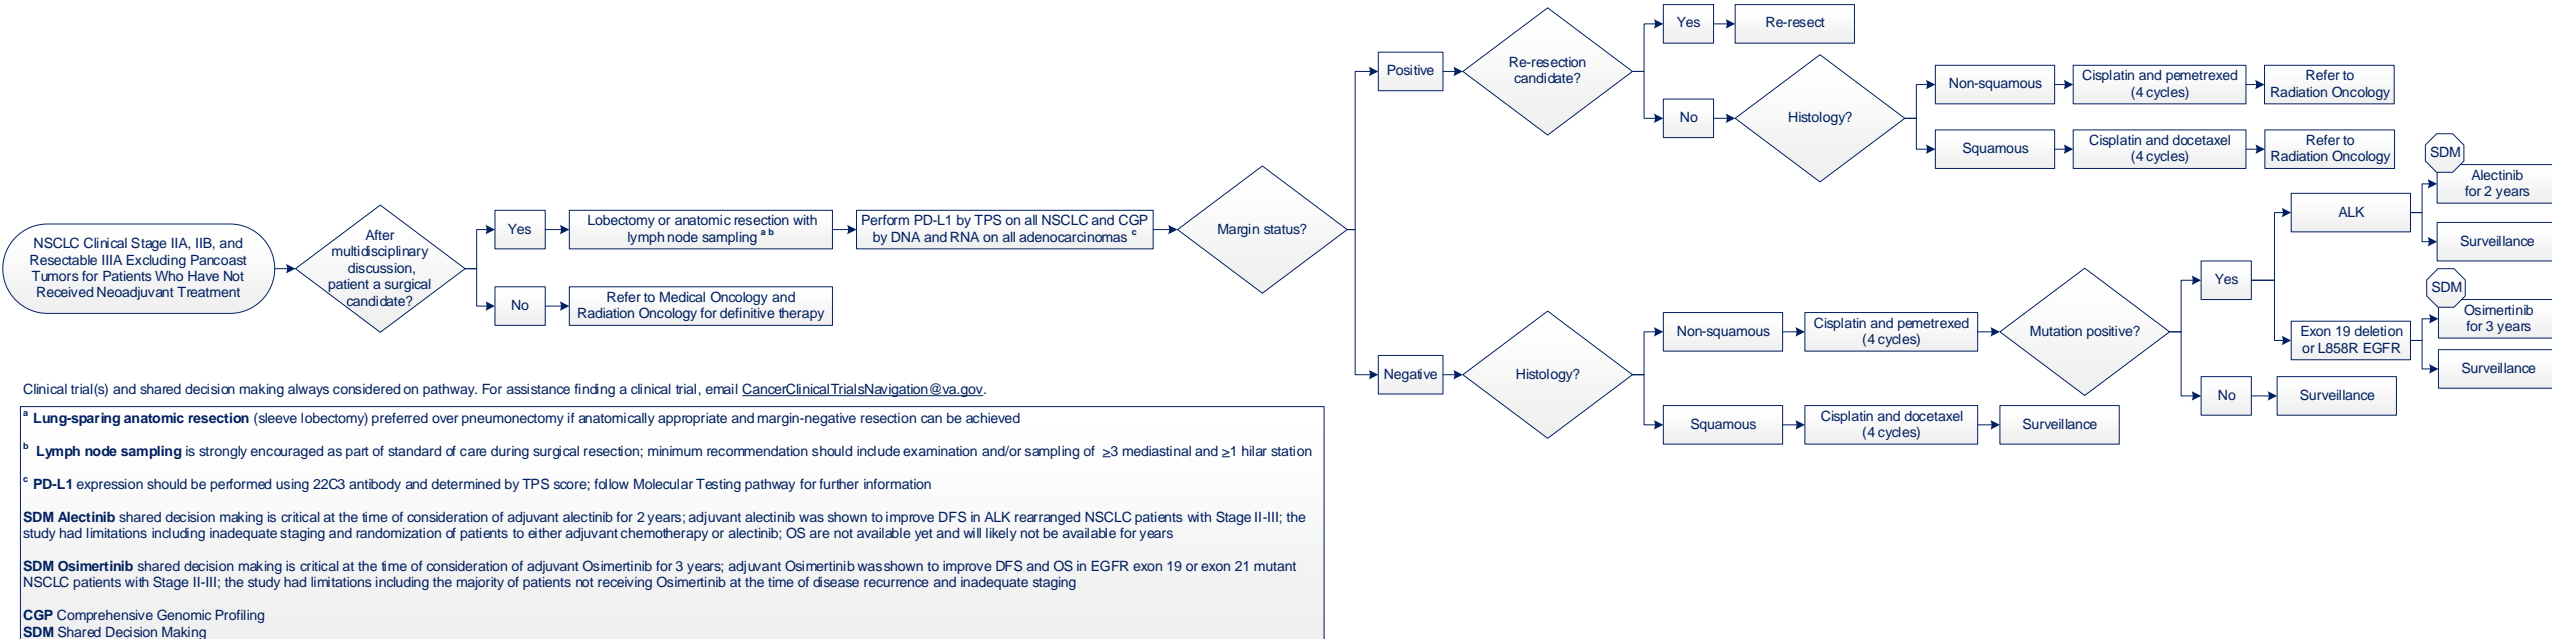 NSCLC Clinical Stage IIA, IIB, and
Resectable IIIA Excluding Pancoast
Tumors for Patients Who Have Not
Received Neoadjuvant Treatment
After
multidisciplinary
discussion,
patient a surgical
candidate?
Yes
Lobectomy or anatomic resection with
lymph node sampling a b
Perform PD-L1 by TPS on all NSCLC and CGP
by DNA and RNA on all adenocarcinomas c
No
Refer to Medical Oncology and
Radiation Oncology for definitive therapy
Margin status?
Positive
Re-resection
candidate?
Yes
Re-resect
No
Histology?
Non-squamous
Cisplatin and pemetrexed
(4 cycles)
Refer to
Radiation Oncology
Squamous
Cisplatin and docetaxel
(4 cycles)
Refer to
Radiation Oncology
Negative
Histology?
Non-squamous
Cisplatin and pemetrexed
(4 cycles)
Mutation positive?
Yes
ALK
SDM
Alectinib
for 2 years
Surveillance
Exon 19 deletion
or L858R EGFR
SDM
Osimertinib
for 3 years
Surveillance
No
Surveillance
Squamous
Cisplatin and docetaxel
(4 cycles)
Surveillance
Clinical trial(s) and shared decision making always considered on pathway. For assistance finding a clinical trial, email CancerClinicalTrialsNavigation@va.gov.
a Lung-sparing anatomic resection (sleeve lobectomy) preferred over pneumonectomy if anatomically appropriate and margin-negative resection can be achieved
b Lymph node sampling is strongly encouraged as part of standard of care during surgical resection; minimum recommendation should include examination and/or sampling of ≥3 mediastinal and ≥1 hilar station
c PD-L1 expression should be performed using 22C3 antibody and determined by TPS score; follow Molecular Testing pathway for further information
SDM Alectinib shared decision making is critical at the time of consideration of adjuvant alectinib for 2 years; adjuvant alectinib was shown to improve DFS in ALK rearranged NSCLC patients with Stage II-III; the
study had limitations including inadequate staging and randomization of patients to either adjuvant chemotherapy or alectinib; OS are not available yet and will likely not be available for years
SDM Osimertinib shared decision making is critical at the time of consideration of adjuvant Osimertinib for 3 years; adjuvant Osimertinib was shown to improve DFS and OS in EGFR exon 19 or exon 21 mutant
NSCLC patients with Stage II-III; the study had limitations including the majority of patients not receiving Osimertinib at the time of disease recurrence and inadequate staging
CGP Comprehensive Genomic Profiling
SDM Shared Decision Making